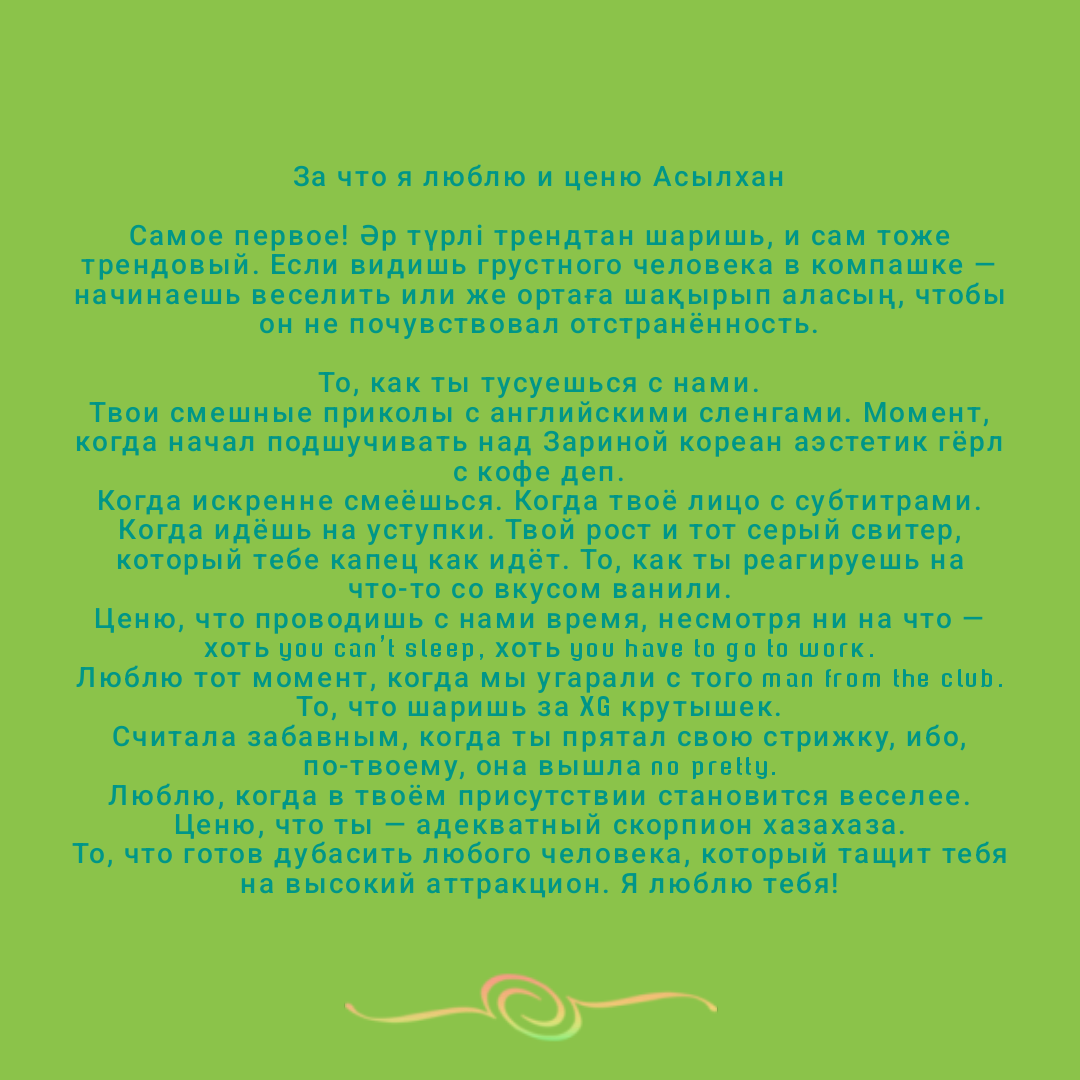 За что я люблю и ценю Асылхан
Самое первое! Әр түрлі трендтан шаришь, и сам тоже
трендовый. Если видишь грустного человека в компашке —
начинаешь веселить или же ортаға шақырып аласың, чтобы
он не почувствовал отстранённость.
То, как ты тусуешься с нами.
Твои смешные приколы с английскими сленгами. Момент,
когда начал подшучивать над Зариной кореан аэстетик гёрл
с кофе деп.
Когда искренне смеёшься. Когда твоё лицо с субтитрами.
Когда идёшь на уступки. Твой рост и тот серый свитер,
который тебе капец как идёт. То, как ты реагируешь на
что-то со вкусом ванили.
Ценю, что проводишь с нами время, несмотря ни на что —
хоть you can't sleep, хоть you have to go to work.
Люблю тот момент, когда мы угарали с того man from the club.
То, что шаришь за XG крутышек.
Считала забавным, когда ты прятал свою стрижку, ибо,
по-твоему, она вышла no pretty.
Люблю, когда в твоём присутствии становится веселее.
Ценю, что ты — адекватный скорпион хазахаза.
То, что готов дубасить любого человека, который тащит тебя
на высокий аттракцион. Я люблю тебя!